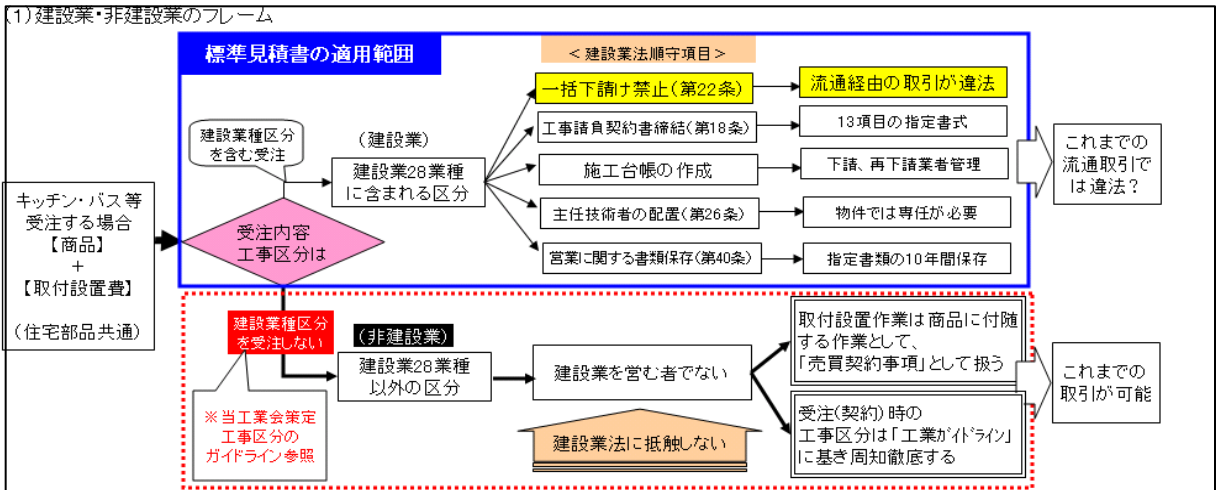 (1)建設業・非建設業のフレーム
標準見積書の適用範囲
＜建設業法順守項目＞
建設業種区分
を含む受注
(建設業)
建設業28業種
に含まれる区分
一括下請け禁止(第22条)
流通経由の取引が違法
工事請負契約書締結(第18条)
13項目の指定書式
施工台帳の作成
下請、再下請業者管理
主任技術者の配置(第26条)
物件では専任が必要
営業に関する書類保存(第40条)
指定書類の10年間保存
これまでの
流通取引で
は違法？
キッチン・バス等
受注する場合
【商品】
＋
【取付設置費】
(住宅部品共通)
受注内容
工事区分は
建設業種区分
を受注しない
(非建設業)
建設業28業種
以外の区分
※当工業会策定
工事区分の
ガイドライン参照
建設業を営む者でない
建設業法に抵触しない
取付設置作業は商品に付随
する作業として、
「売買契約事項」として扱う
受注(契約)時の
工事区分は「工業ガイドライン」
に基き周知徹底する
これまでの
取引が可能